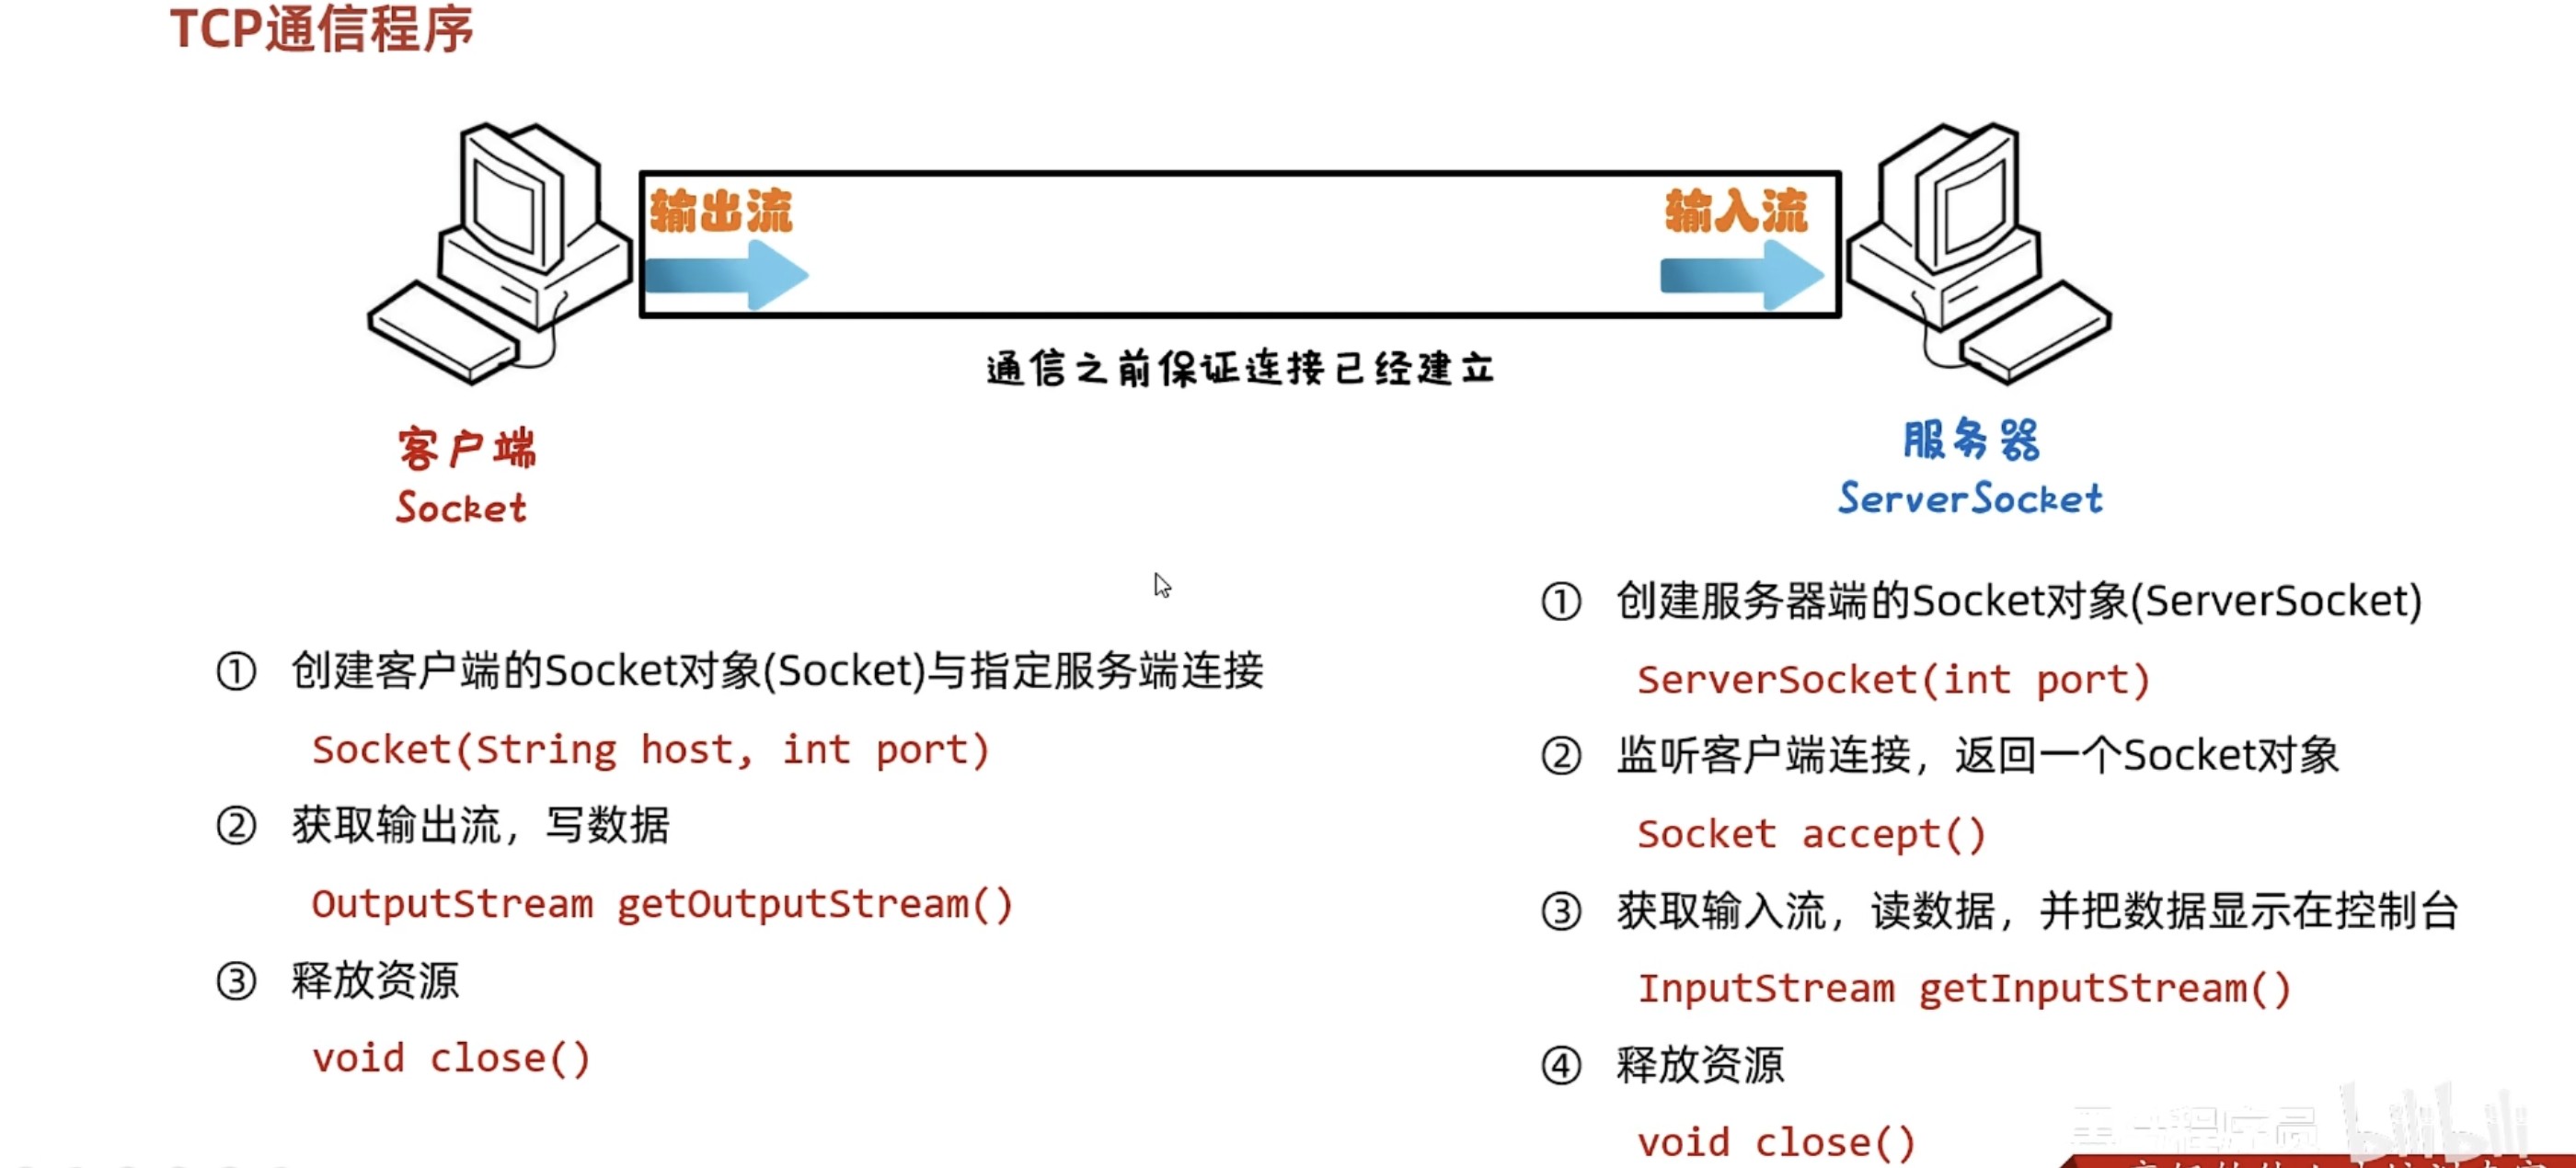 TCP通信程序
输出流
输入流
通信之前保证连接已经建立
客户端
Socket
服务器
ServerSocket
① 创建客户端的Socket对象(Socket)与指定服务端连接
Socket(String host, int port)
② 获取输出流，写数据
OutputStream getOutputStream()
③ 释放资源
void close()
① 创建服务器端的Socket对象(ServerSocket)
ServerSocket(int port)
② 监听客户端连接，返回一个Socket对象
Socket accept()
③ 获取输入流，读数据，并把数据显示在控制台
InputStream getInputStream()
④ 释放资源
void close()
程序员 bilibili